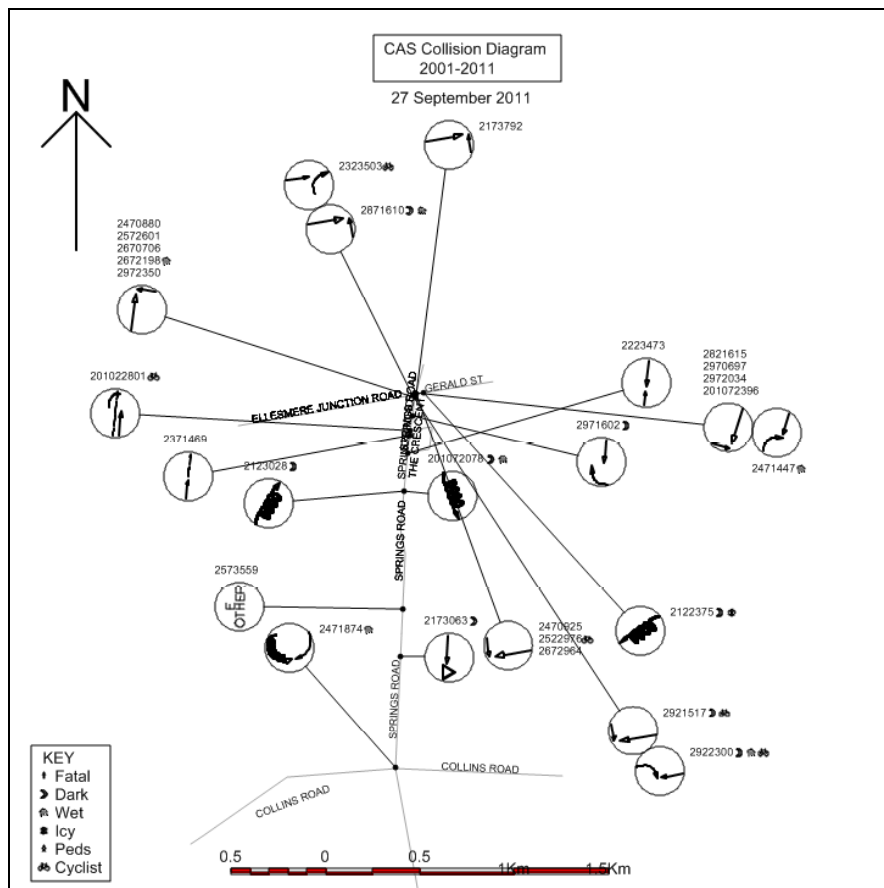 CAS Collision Diagram
2001-2011
27 September 2011
N
2173792
2323503
2871610
2470880
2572601
2670706
2672198
2972350
2223473
2821615
2970697
2972034
201072396
GERALD ST
201022801
ELLESMERE JUNCTION ROAD
SPRINGS ROAD
THE CRESCENT
2971602
2371469
2123028
201072078
2471447
SPRINGS ROAD
2573559
E
OTHER
2471874
2173063
2470925
2522976
2672964
2122375
SPRINGS ROAD
2921517
2922300
COLLINS ROAD
COLLINS ROAD
KEY
Fatal
Dark
Wet
Icy
Peds
Cyclist
0.5
0
0.5
1Km
1.5Km